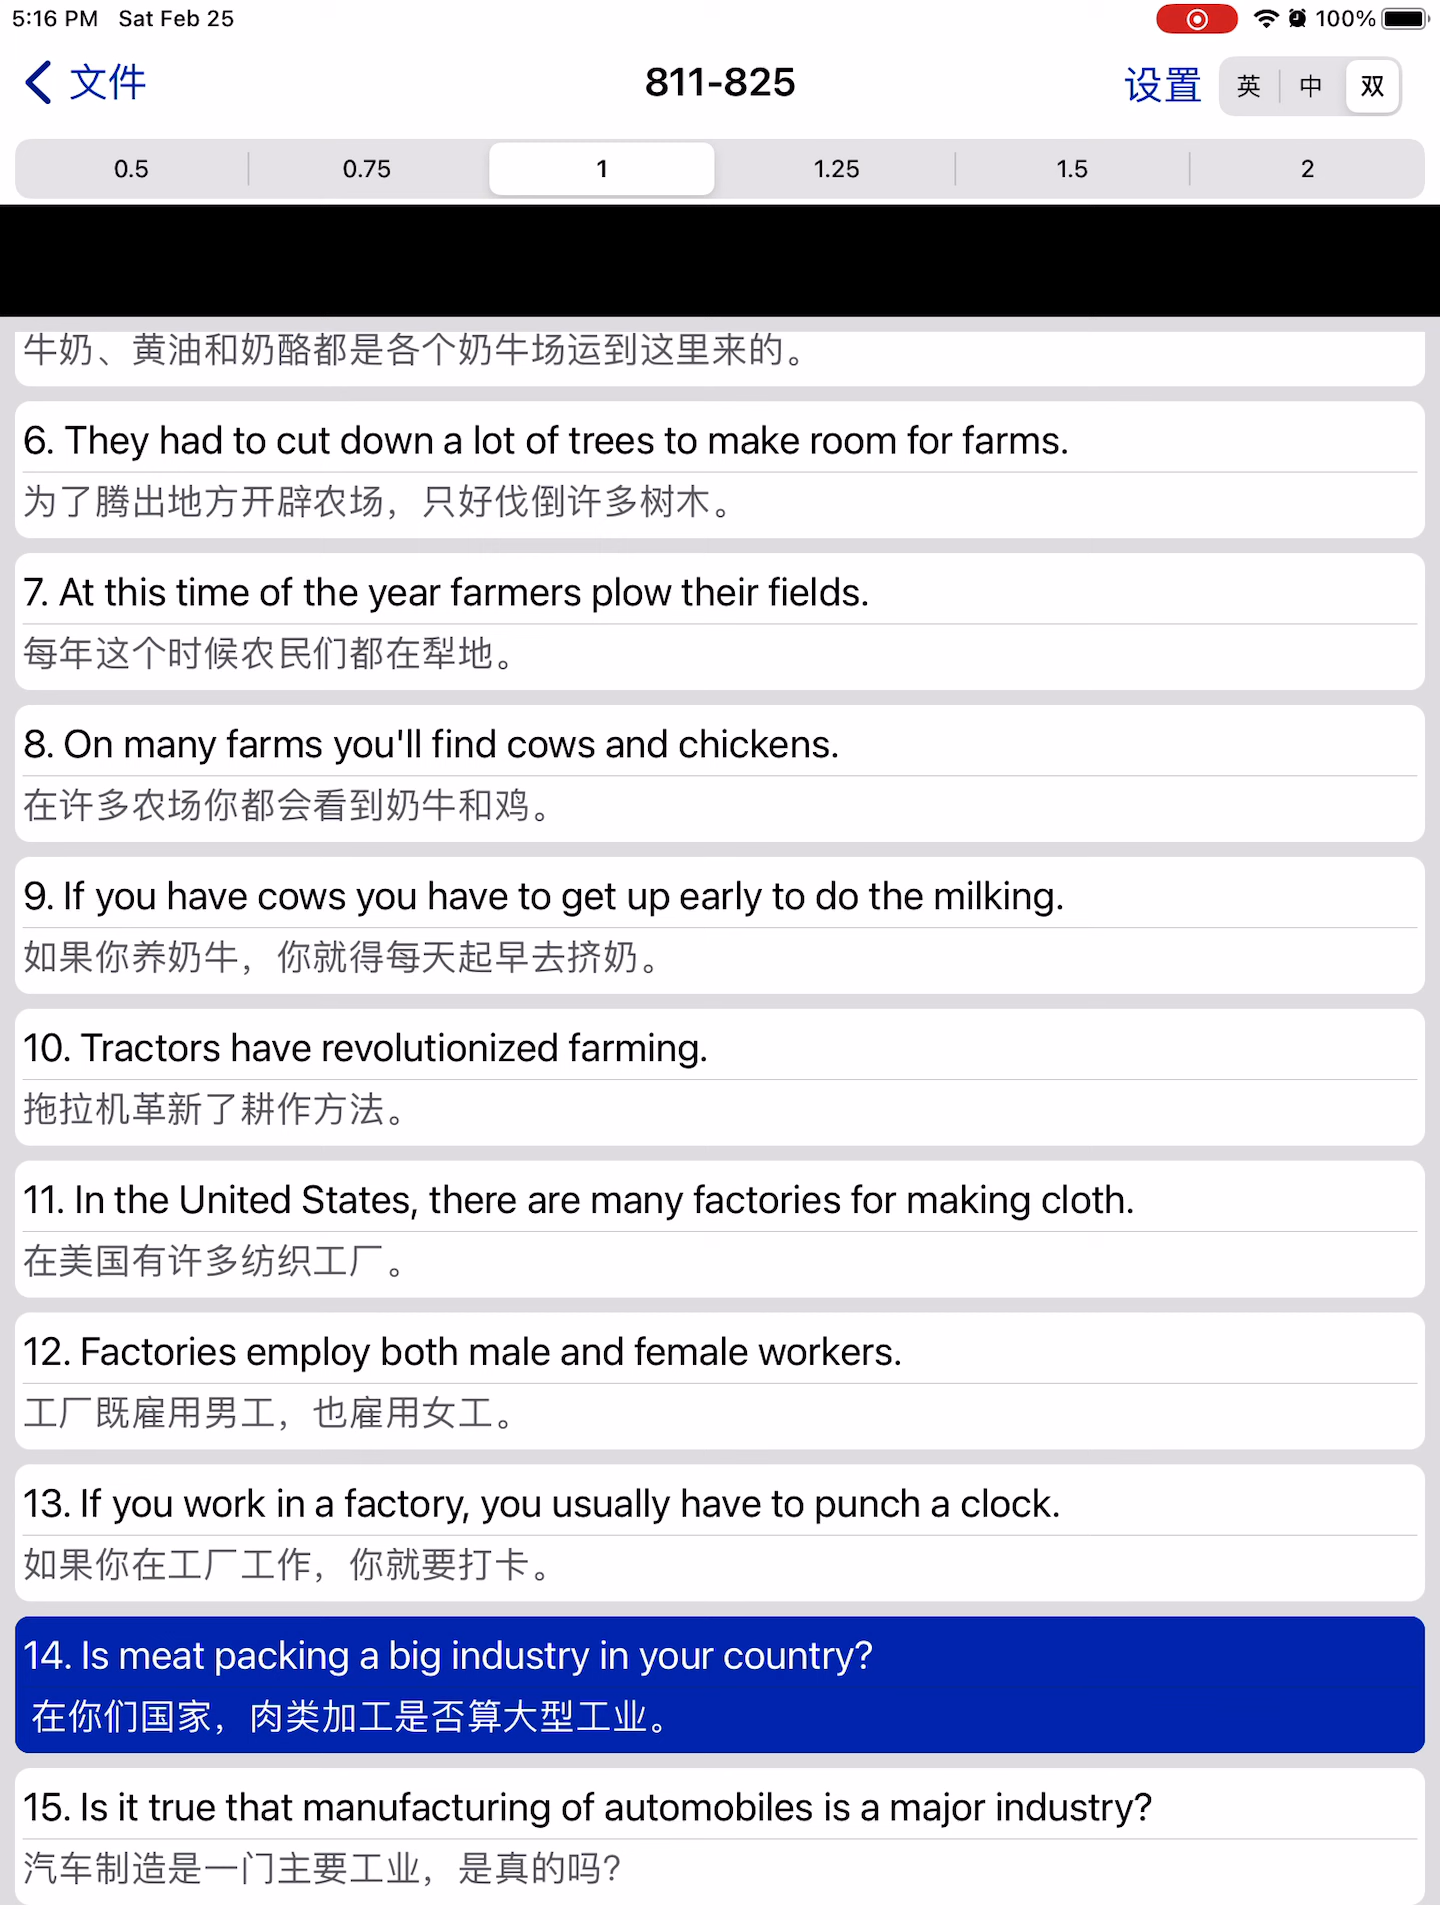 5:16 PM Sat Feb 25
100%
文件
811-825
设置
英 中 双
0.5 0.75 1 1.25 1.5 2
牛奶、黄油和奶酪都是各个奶牛场运到这里来的。
6. They had to cut down a lot of trees to make room for farms.
为了腾出地方开辟农场，只好伐倒许多树木。
7. At this time of the year farmers plow their fields.
每年这个时候农民们都在犁地。
8. On many farms you'll find cows and chickens.
在许多农场你都会看到奶牛和鸡。
9. If you have cows you have to get up early to do the milking.
如果你养奶牛，你就得每天起早去挤奶。
10. Tractors have revolutionized farming.
拖拉机革新了耕作方法。
11. In the United States, there are many factories for making cloth.
在美国有许多纺织工厂。
12. Factories employ both male and female workers.
工厂既雇用男工，也雇用女工。
13. If you work in a factory, you usually have to punch a clock.
如果你在工厂工作，你就要打卡。
14. Is meat packing a big industry in your country?
在你们国家，肉类加工是否算大型工业。
15. Is it true that manufacturing of automobiles is a major industry?
汽车制造是一门主要工业，是真的吗?